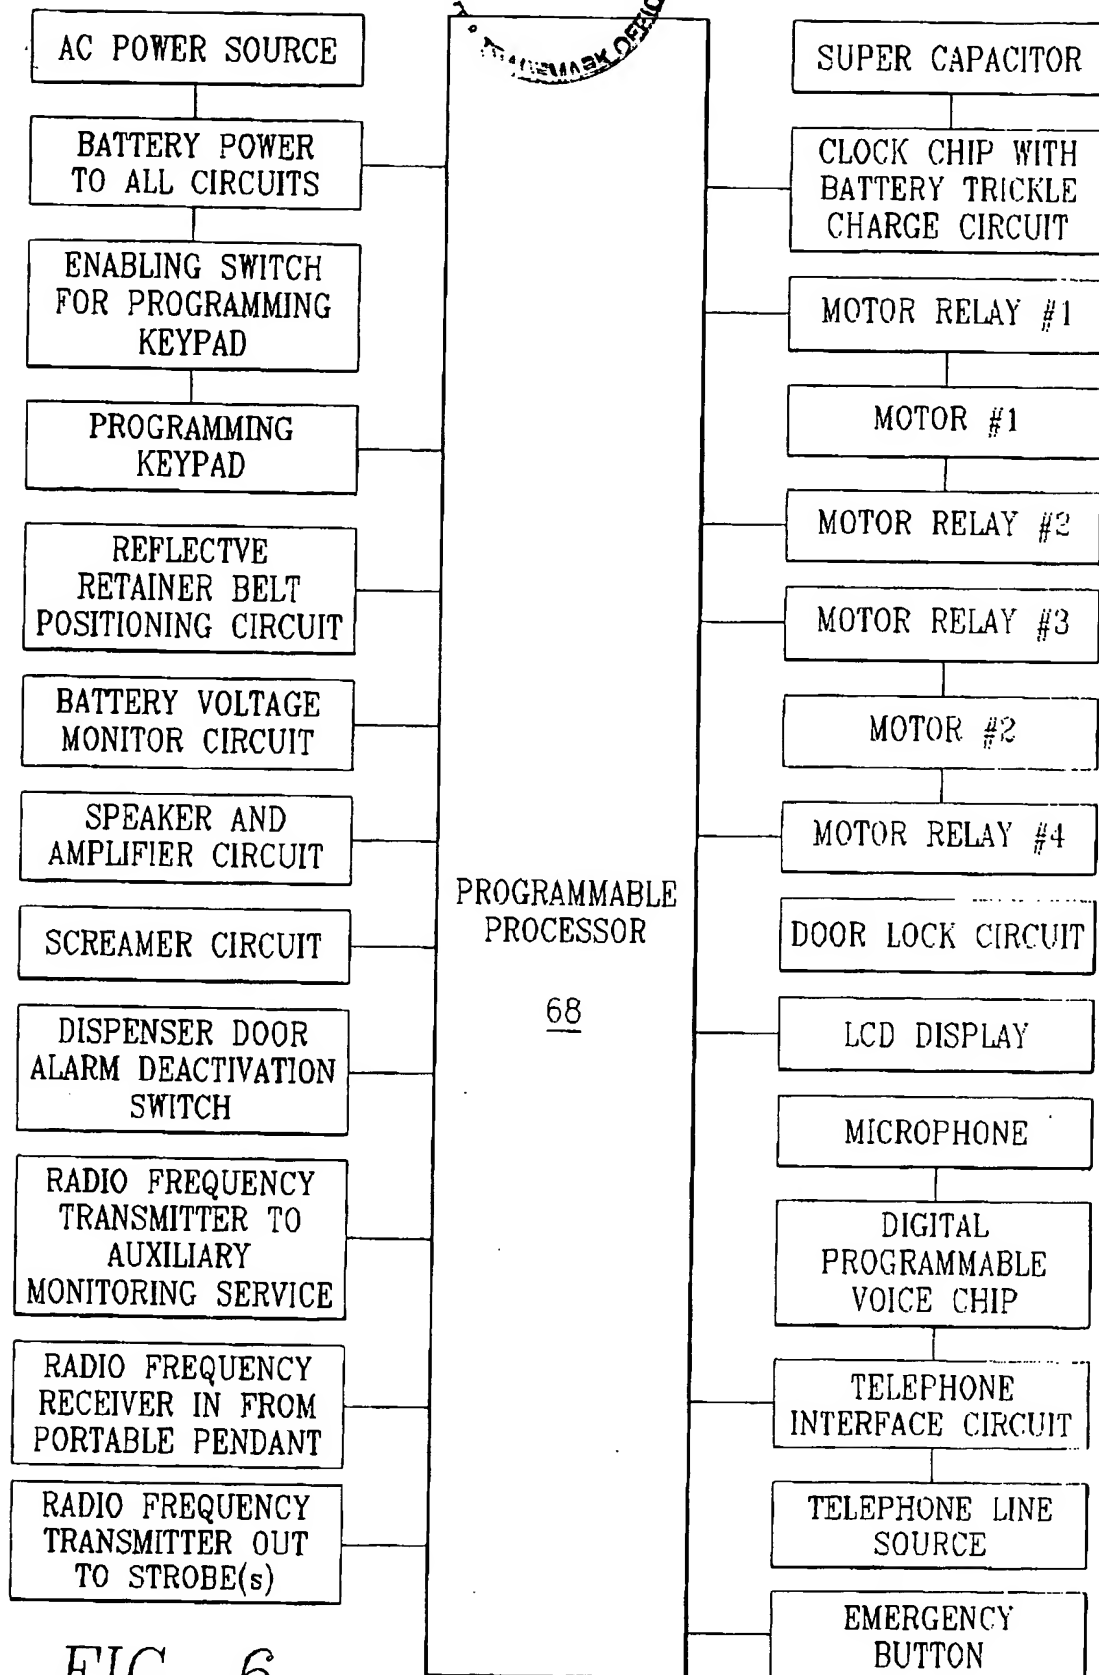 AC POWER SOURCE
BATTERY POWER
TO ALL CIRCUITS
ENABLING SWITCH
FOR PROGRAMMING
KEYPAD
PROGRAMMING
KEYPAD
REFLECTVE
RETAINER BELT
POSITIONING CIRCUIT
BATTERY VOLTAGE
MONITOR CIRCUIT
SPEAKER AND
AMPLIFIER CIRCUIT
SCREAMER CIRCUIT
DISPENSER DOOR
ALARM DEACTIVATION
SWITCH
RADIO FREQUENCY
TRANSMITTER TO
AUXILIARY
MONITORING SERVICE
RADIO FREQUENCY
RECEIVER IN FROM
PORTABLE PENDANT
RADIO FREQUENCY
TRANSMITTER OUT
TO STROBE(s)
FIG. 6
TRADEMARK OFFIC
PROGRAMMABLE
PROCESSOR
68
SUPER CAPACITOR
CLOCK CHIP WITH
BATTERY TRICKLE
CHARGE CIRCUIT
MOTOR RELAY #1
MOTOR #1
MOTOR RELAY #2
MOTOR RELAY #3
MOTOR #2
MOTOR RELAY #4
DOOR LOCK CIRCUIT
LCD DISPLAY
MICROPHONE
DIGITAL
PROGRAMMABLE
VOICE CHIP
TELEPHONE
INTERFACE CIRCUIT
TELEPHONE LINE
SOURCE
EMERGENCY
BUTTON